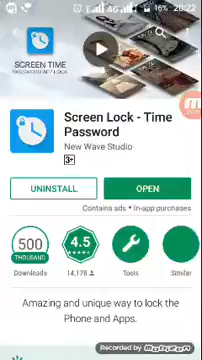 4G 16% 20:22
SCREEN TIME
PASSWORD APP LOCK
Screen Lock - Time
Password
New Wave Studio
3+
UNINSTALL
OPEN
Contains ads • In-app purchases
500
THOUSAND
4.5
Downloads
14,178
Tools
Similar
Amazing and unique way to lock the
Phone and Apps.
Recorded by